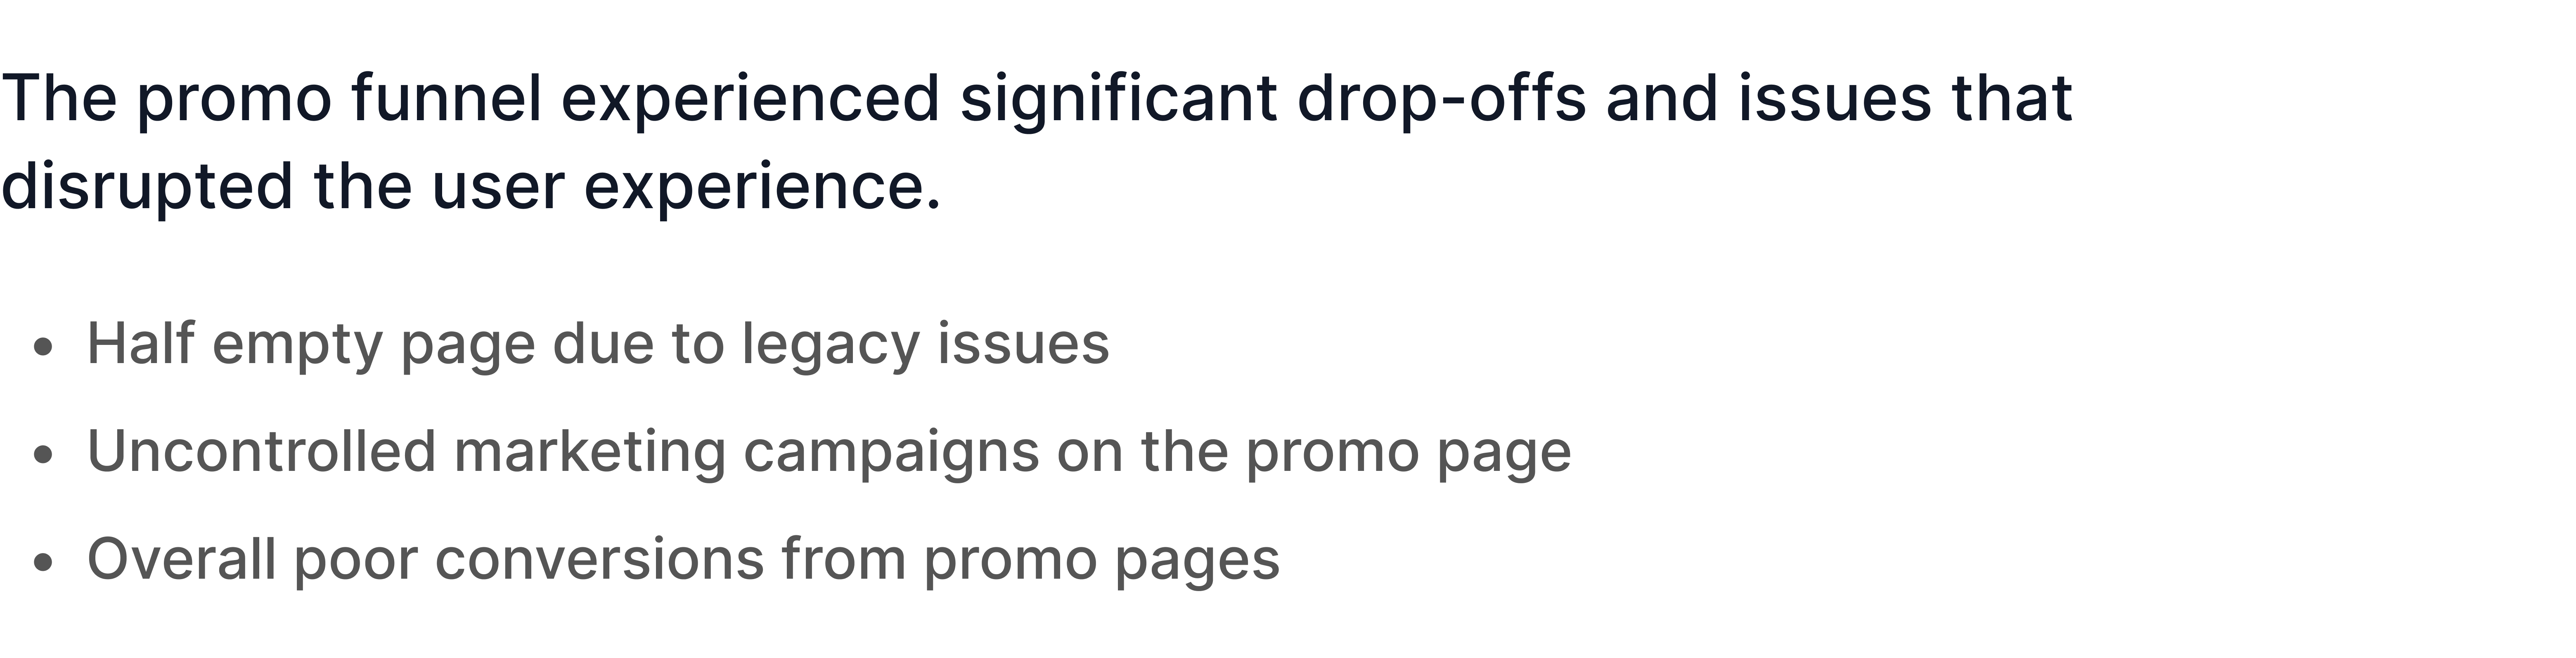 The promo funnel experienced significant drop-offs and issues that
disrupted the user experience.
• Half empty page due to legacy issues
• Uncontrolled marketing campaigns on the promo page
• Overall poor conversions from promo pages